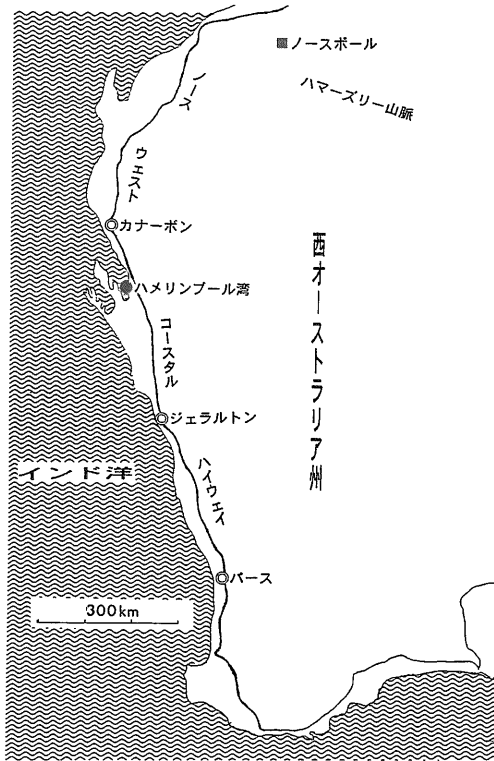 ノースポール
ハマーズリー山脈
ノース
ウェスト
カナーボン
ハメリンプール湾
コースタル
西オーストラリア州
ジェラルトン
インド洋
ハイウェイ
パース
300km